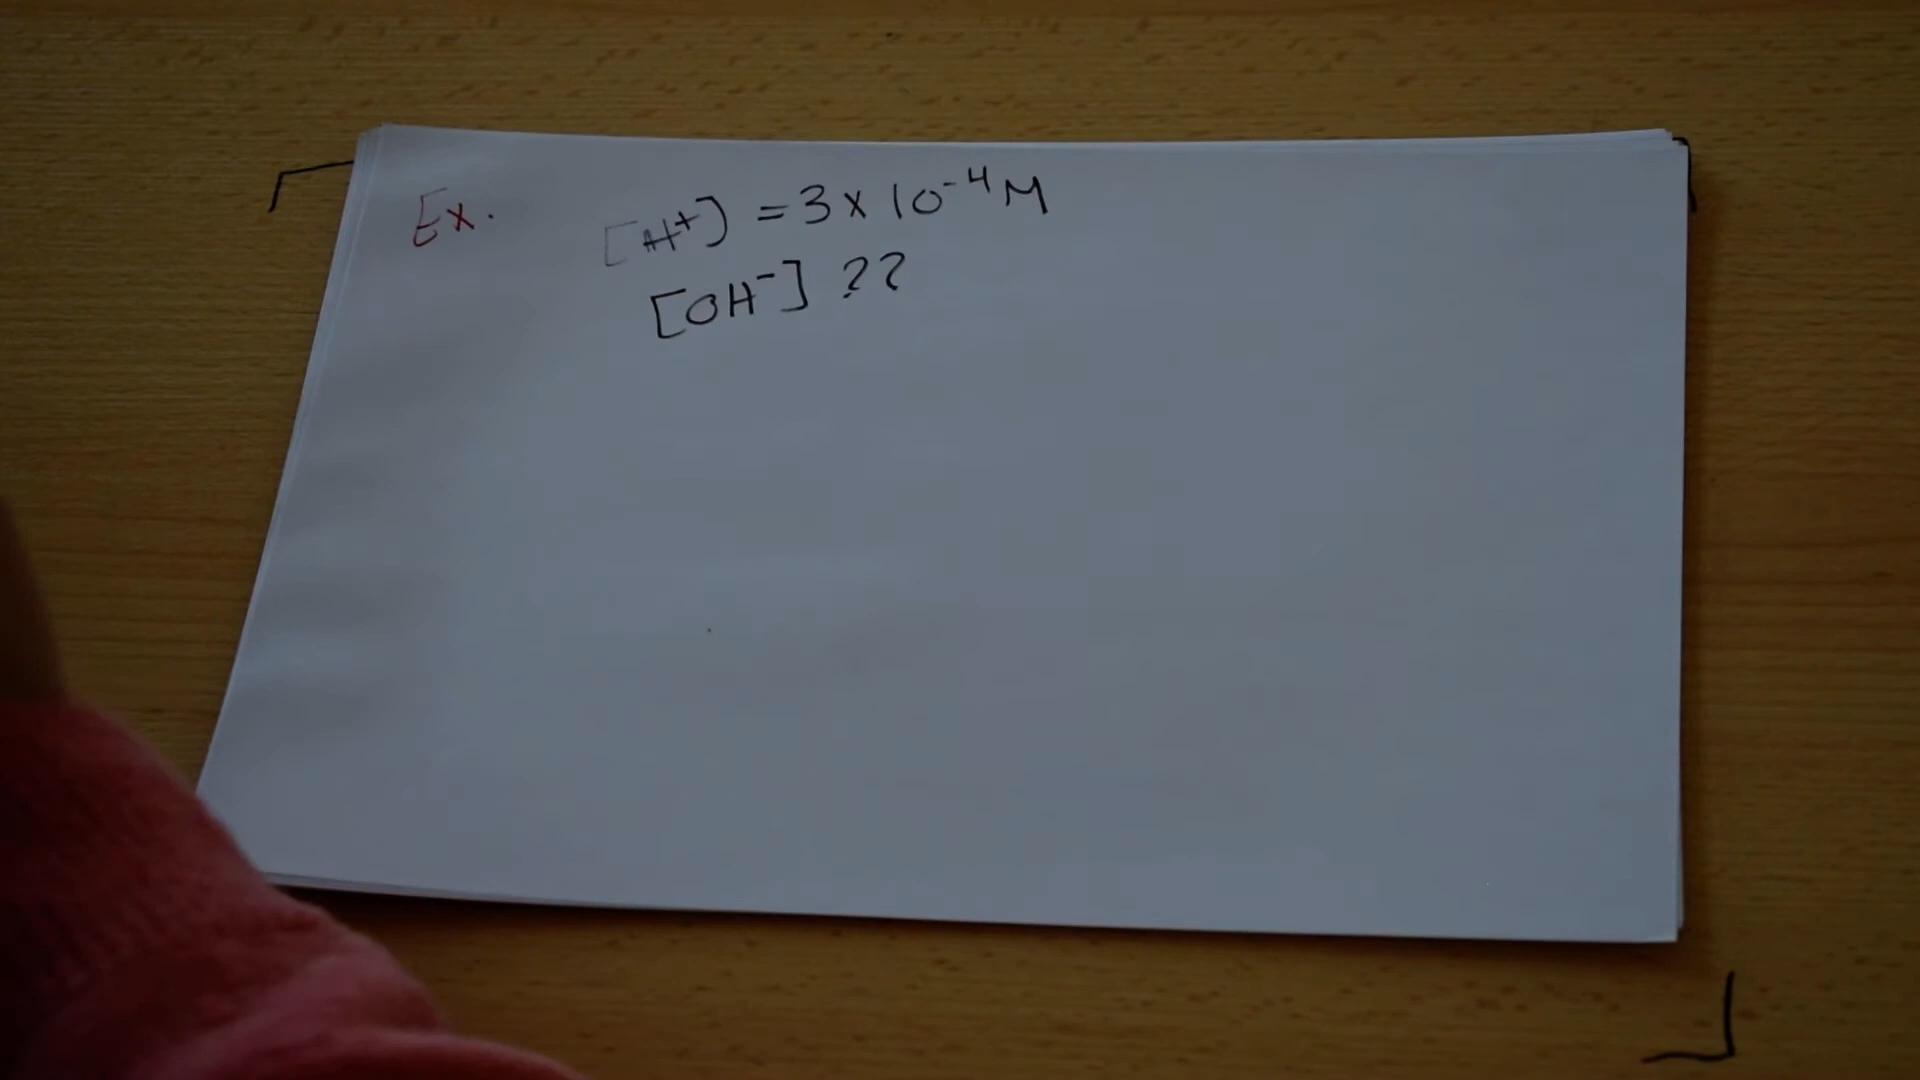 Ex. [H⁺] = 3 x 10⁻⁴ M
[OH⁻] ??